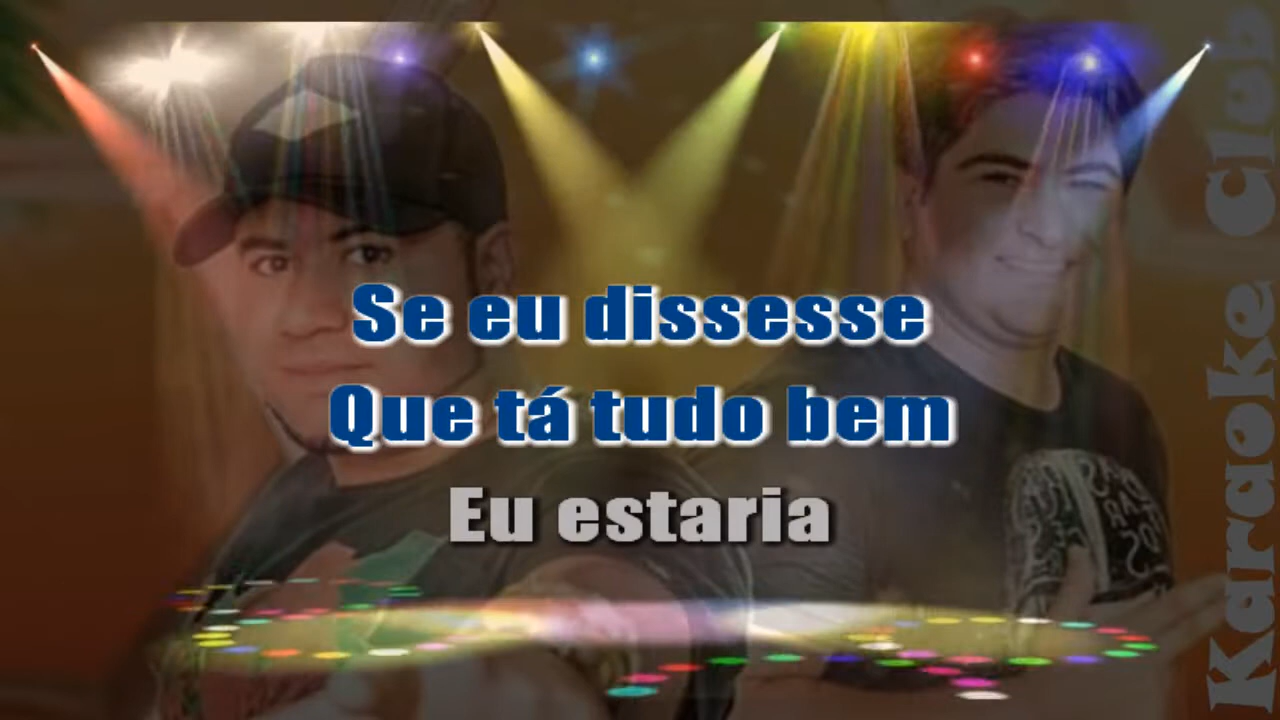 Se eu dissesse
Que tá tudo bem
Eu estaria
Karaoke Club